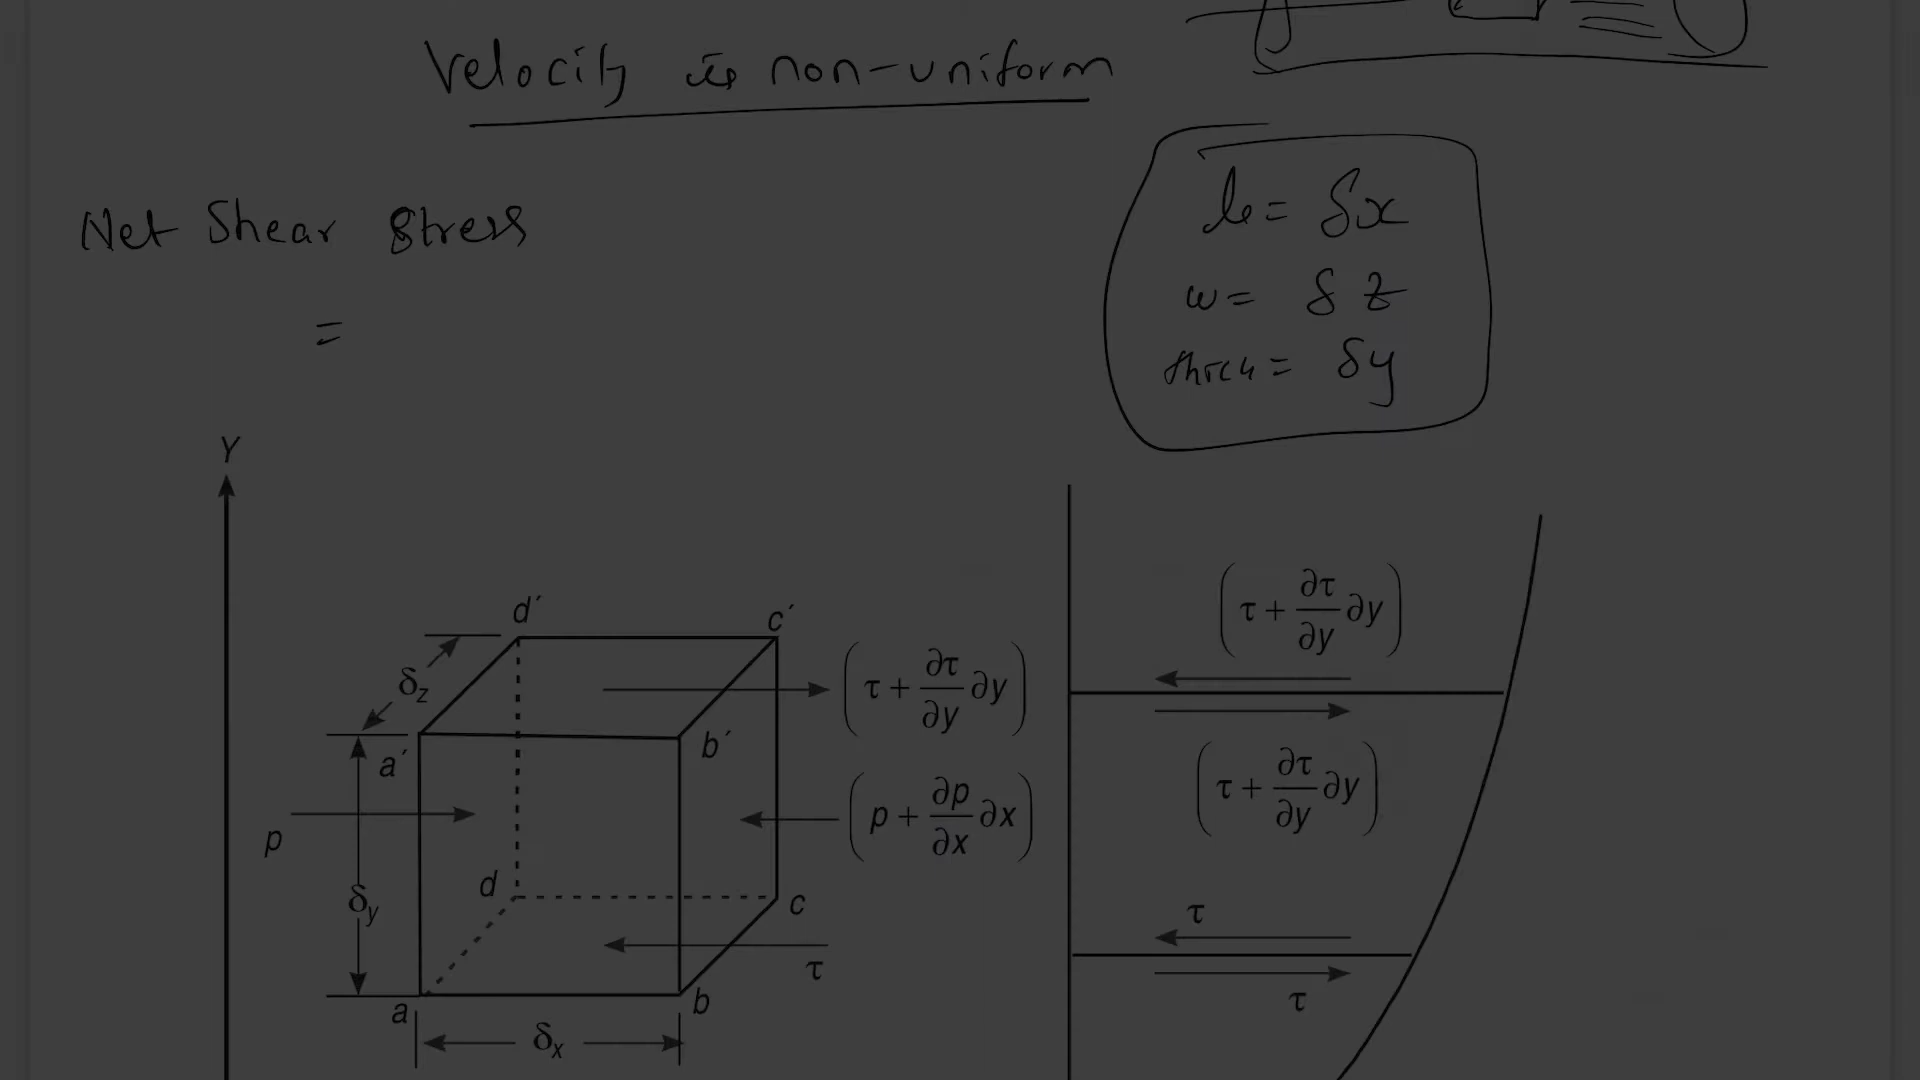 Velocity is non-uniform
Net Shear Stress
=
l = δx
w = δz
thick = δy
Y
d′
c′
δz
(τ + ∂τ/∂y ∂y)
a′
b′
p
(p + ∂p/∂x ∂x)
d
δy
c
τ
a
b
δx
(τ + ∂τ/∂y ∂y)
(τ + ∂τ/∂y ∂y)
τ
τ